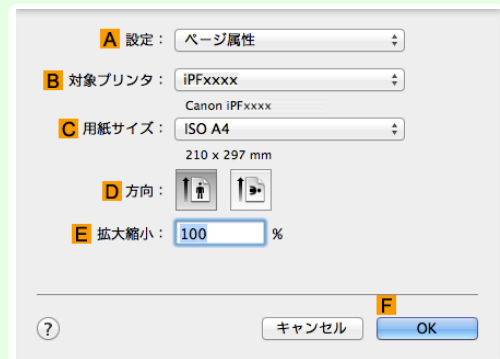 A 設定： ページ属性
B 対象プリンタ： iPFxxxx
Canon iPFxxxx
C 用紙サイズ： ISO A4
210 x 297 mm
D 方向：
E 拡大縮小： 100 %
F
? キャンセル OK